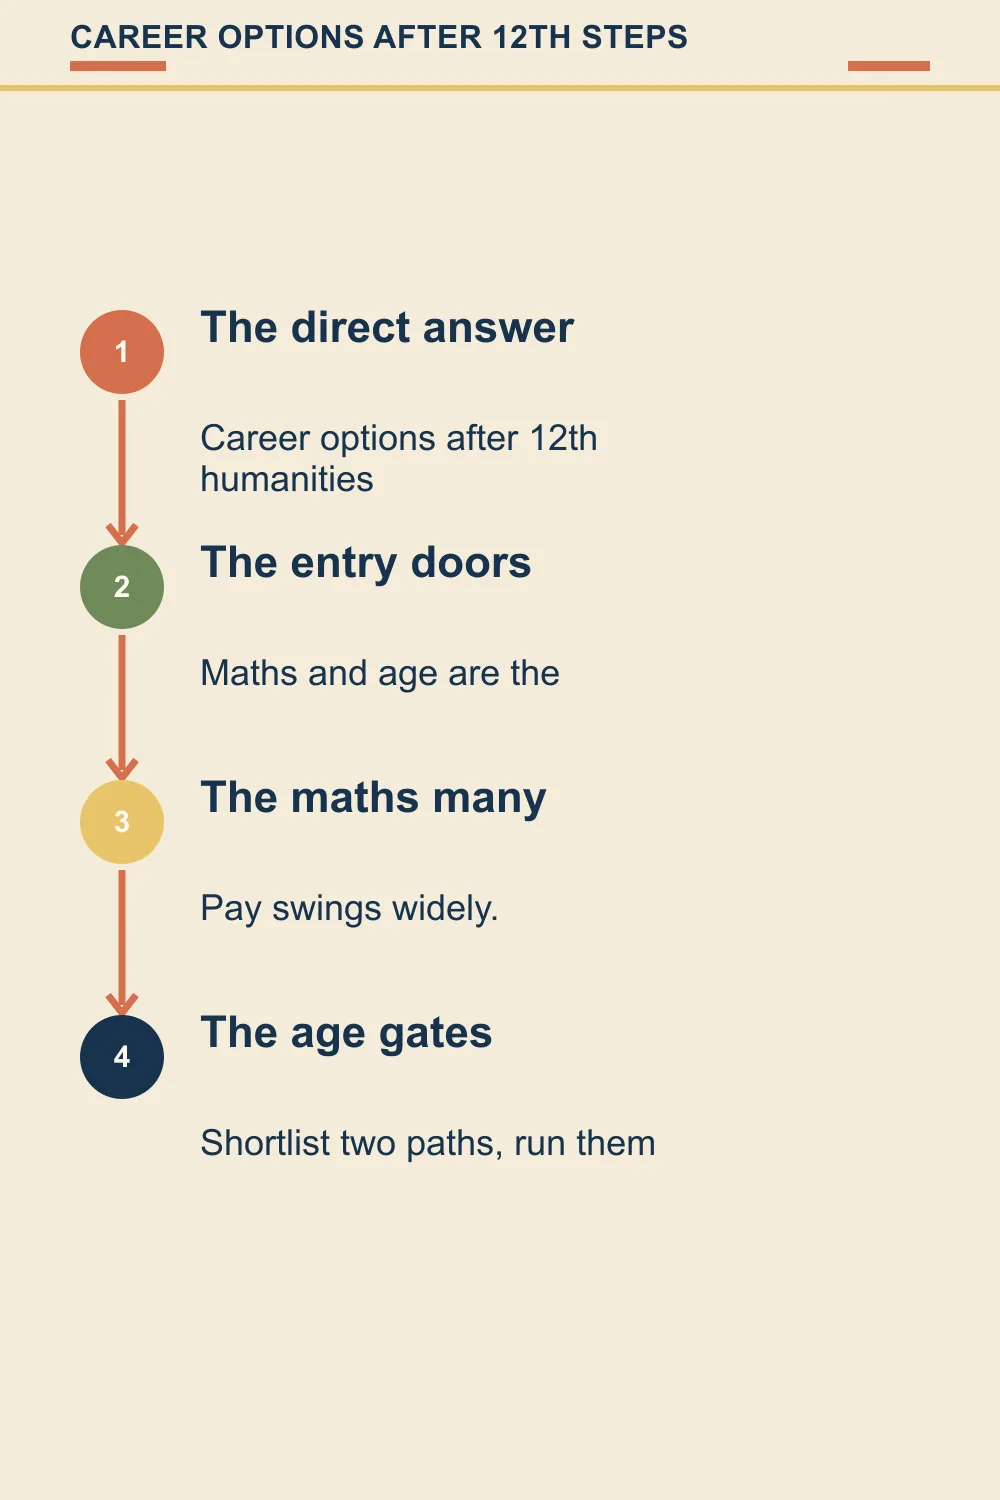 CAREER OPTIONS AFTER 12TH STEPS
1
The direct answer
Career options after 12th
humanities
2
The entry doors
Maths and age are the
3
The maths many
Pay swings widely.
4
The age gates
Shortlist two paths, run them